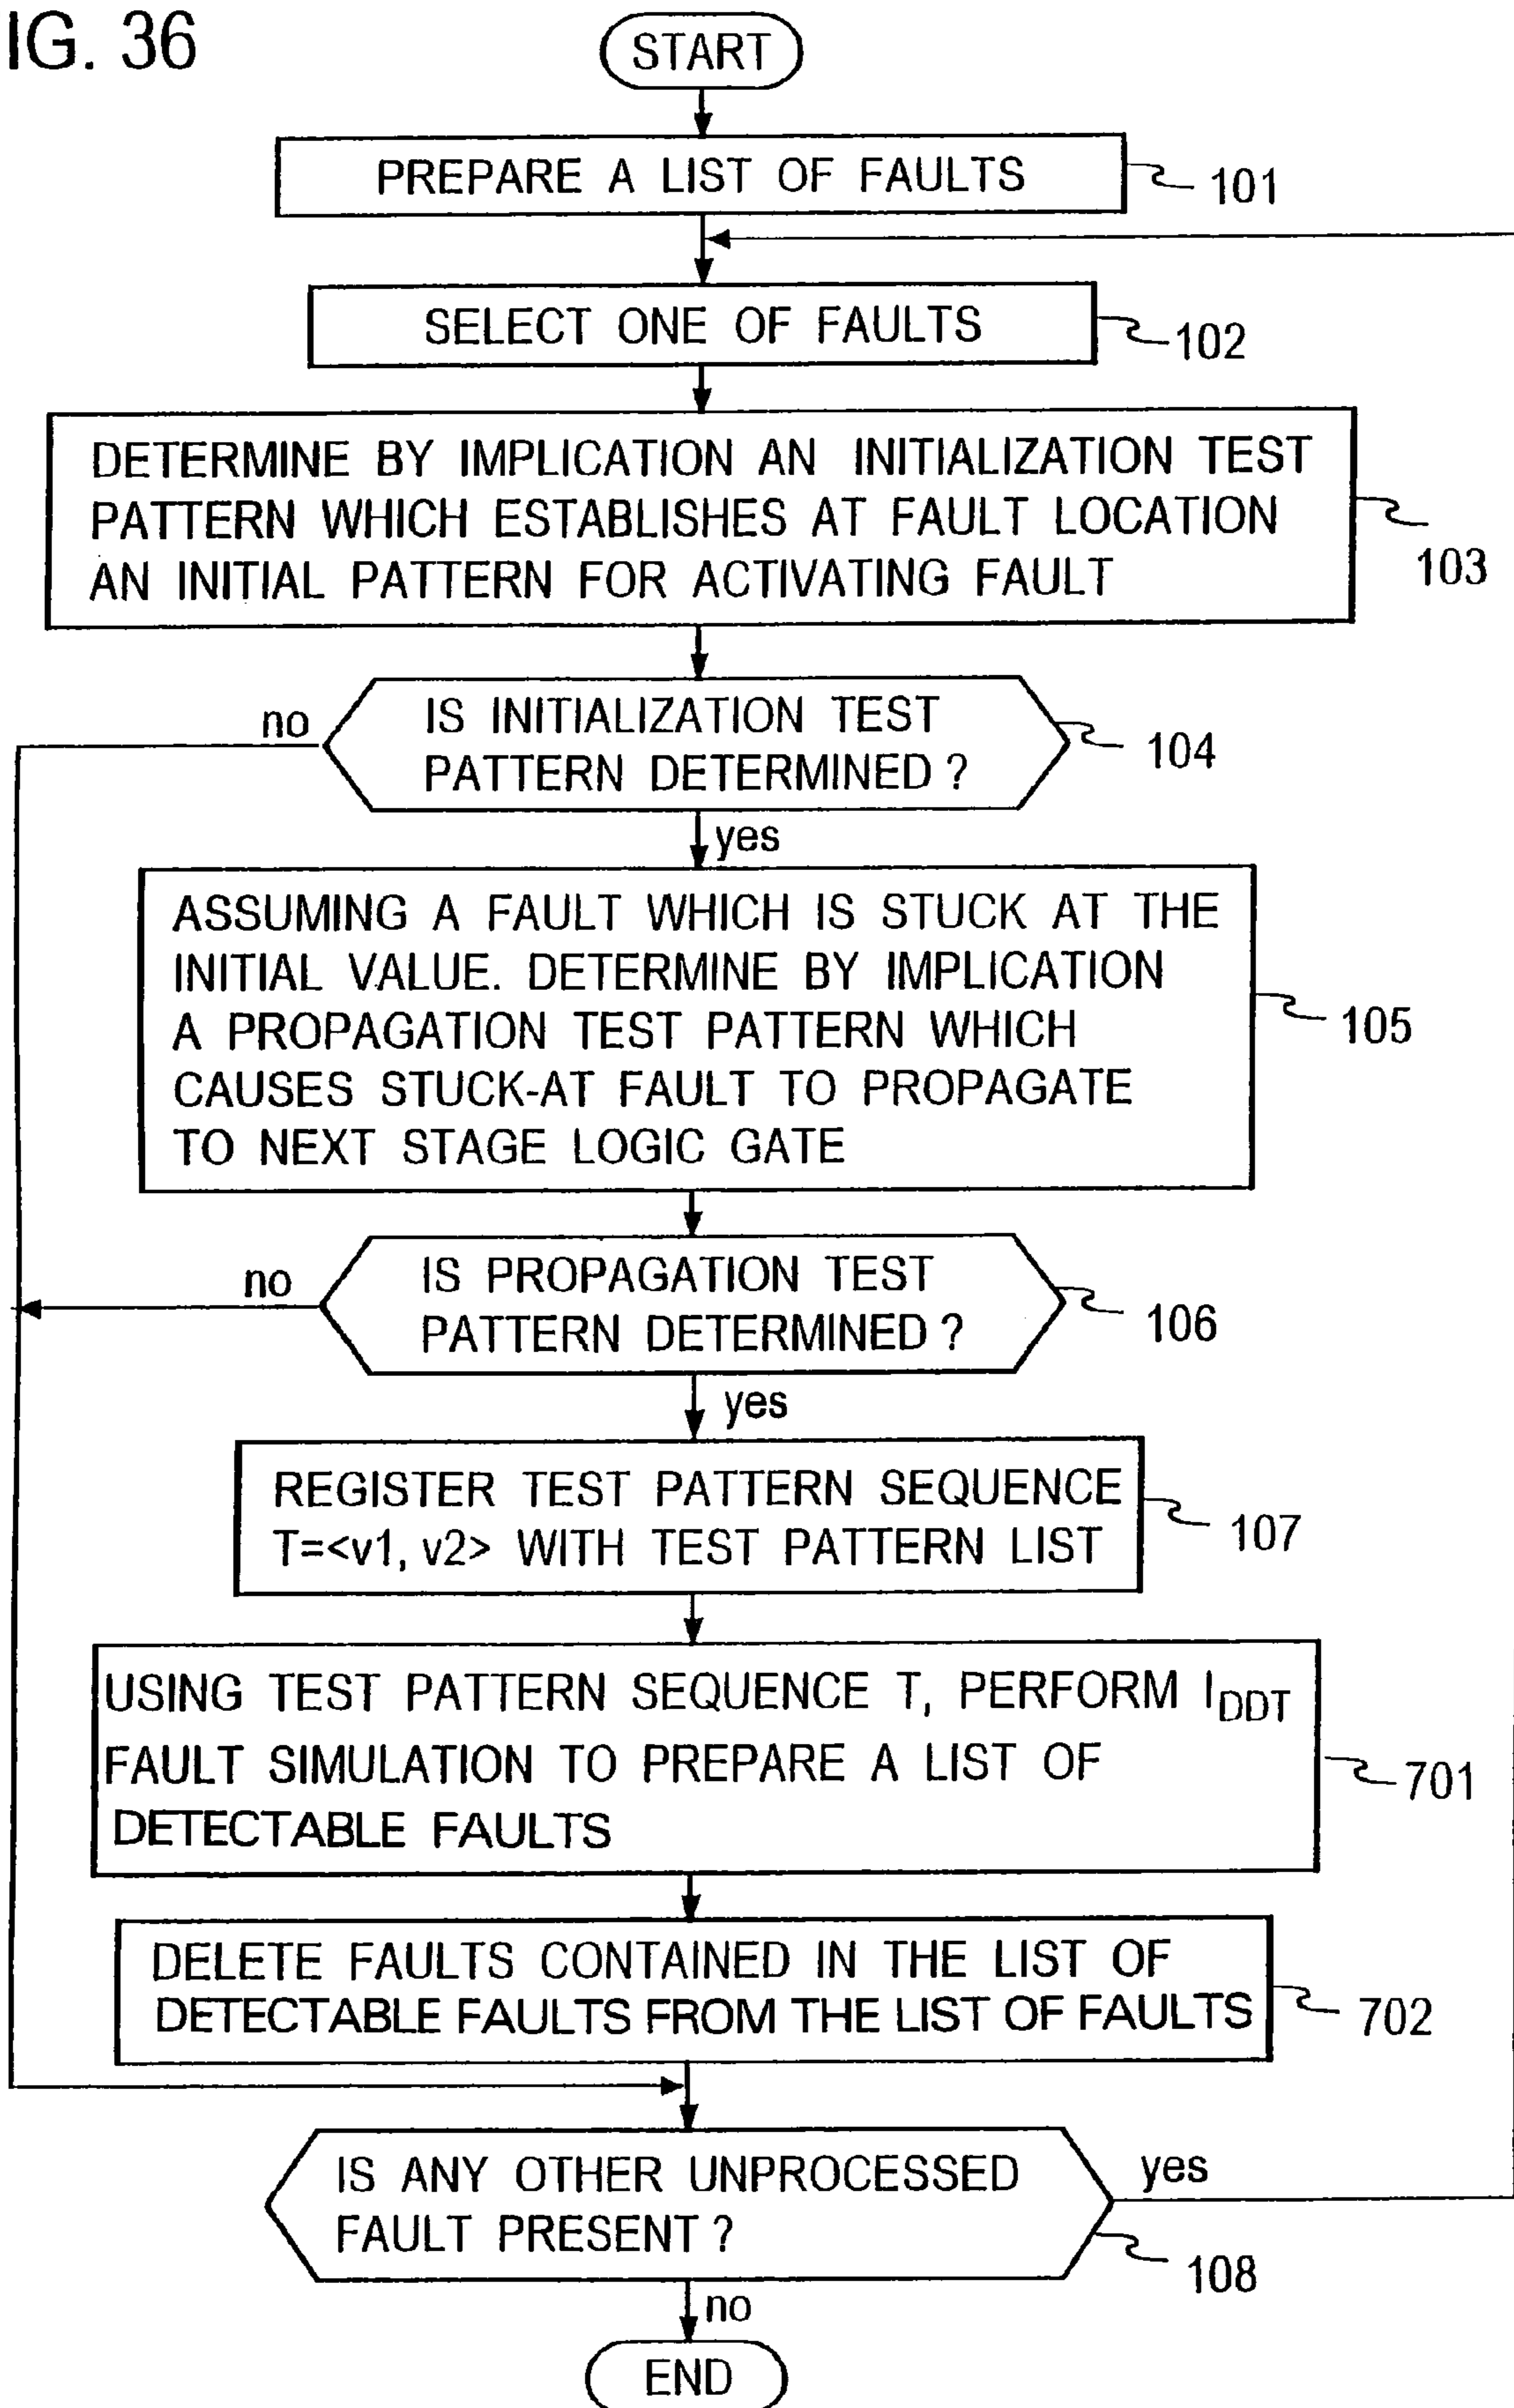 IG. 36
START
PREPARE A LIST OF FAULTS
101
SELECT ONE OF FAULTS
102
DETERMINE BY IMPLICATION AN INITIALIZATION TEST
PATTERN WHICH ESTABLISHES AT FAULT LOCATION
AN INITIAL PATTERN FOR ACTIVATING FAULT
103
no
IS INITIALIZATION TEST
PATTERN DETERMINED ?
104
yes
ASSUMING A FAULT WHICH IS STUCK AT THE
INITIAL VALUE. DETERMINE BY IMPLICATION
A PROPAGATION TEST PATTERN WHICH
CAUSES STUCK-AT FAULT TO PROPAGATE
TO NEXT STAGE LOGIC GATE
105
no
IS PROPAGATION TEST
PATTERN DETERMINED ?
106
yes
REGISTER TEST PATTERN SEQUENCE
T=<v1, v2> WITH TEST PATTERN LIST
107
USING TEST PATTERN SEQUENCE T, PERFORM IDDT
FAULT SIMULATION TO PREPARE A LIST OF
DETECTABLE FAULTS
701
DELETE FAULTS CONTAINED IN THE LIST OF
DETECTABLE FAULTS FROM THE LIST OF FAULTS
702
IS ANY OTHER UNPROCESSED
FAULT PRESENT ?
yes
108
no
END